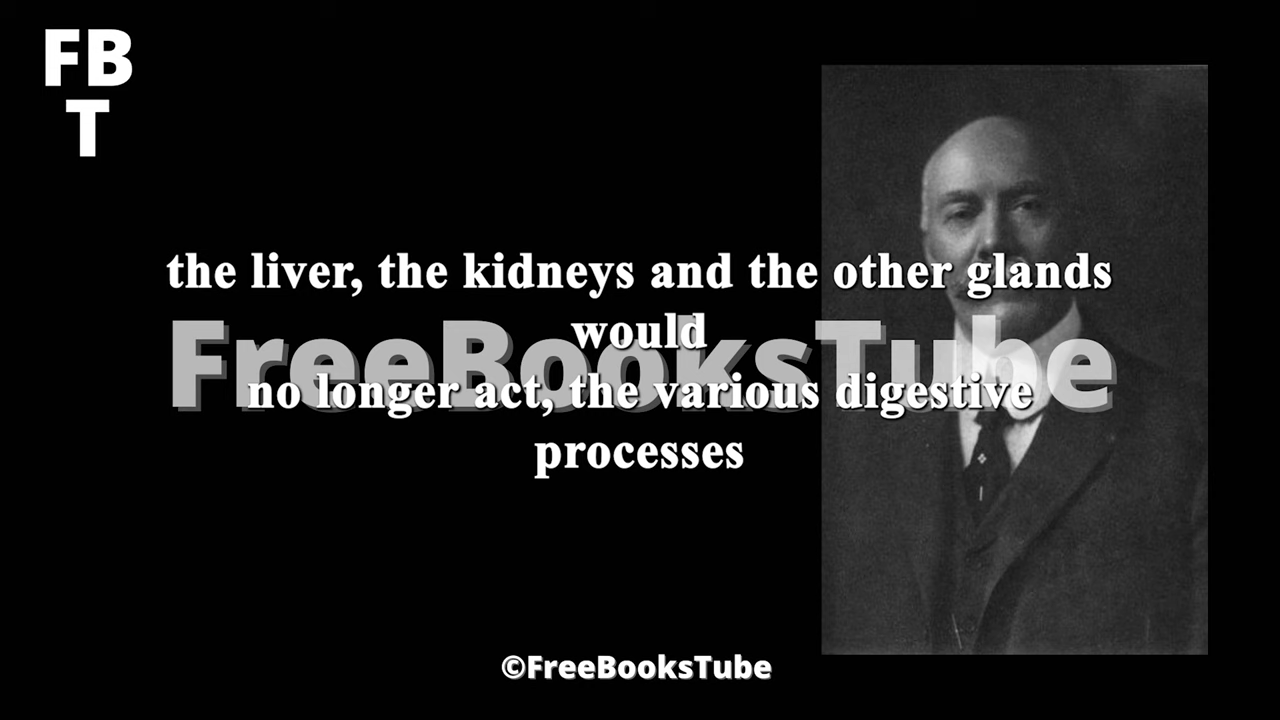 FB
T
the liver, the kidneys and the other glands
would
FreeBooksTube
no longer act, the various digestive
processes
©FreeBooksTube